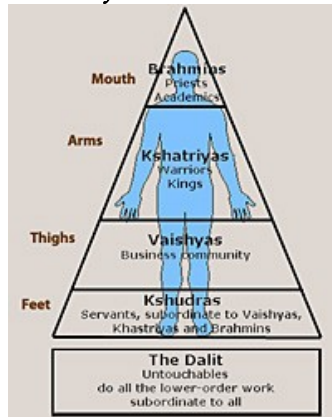 Mouth
Brahmins
Priests
Academics
Arms
Kshatriyas
Warriors
Kings
Thighs
Vaishyas
Business community
Feet
Kshudras
Servants, subordinate to Vaishyas,
Khastriyas and Brahmins
The Dalit
Untouchables
do all the lower-order work
subordinate to all